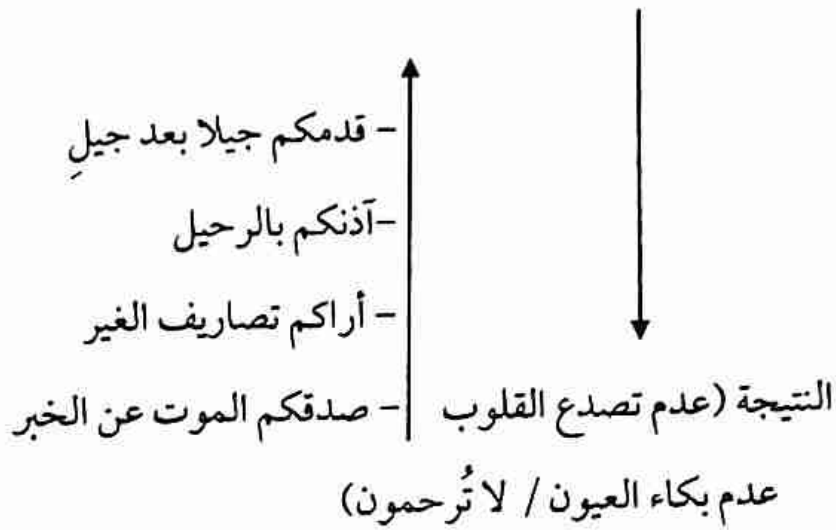 - قدمكم جيلا بعد جيلِ
-آذنكم بالرحيل
- أراكم تصاريف الغير
النتيجة (عدم تصدع القلوب - صدقكم الموت عن الخبر
عدم بكاء العيون / لا تُرحمون)